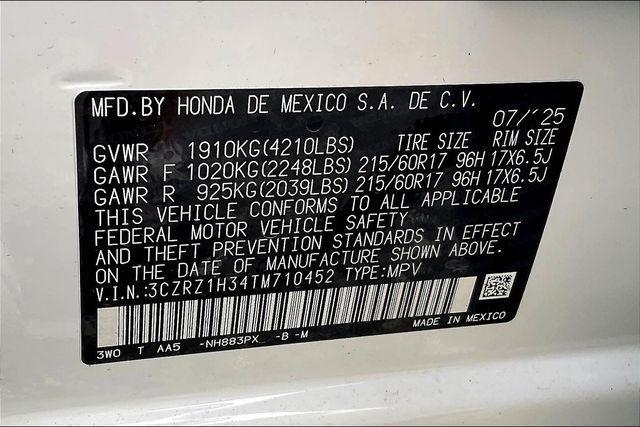 MFD.BY HONDA DE MEXICO S.A. DE C.V.
07/'25
GVWR 1910KG(4210LBS) TIRE SIZE RIM SIZE
GAWR F 1020KG(2248LBS) 215/60R17 96H 17X6.5J
GAWR R 925KG(2039LBS) 215/60R17 96H 17X6.5J
THIS VEHICLE CONFORMS TO ALL APPLICABLE
FEDERAL MOTOR VEHICLE SAFETY
AND THEFT PREVENTION STANDARDS IN EFFECT
ON THE DATE OF MANUFACTURE SHOWN ABOVE.
V.I.N.:3CZRZ1H34TM710452 TYPE:MPV
MADE IN MEXICO
3W0 T AA5 -NH883PX -B -M